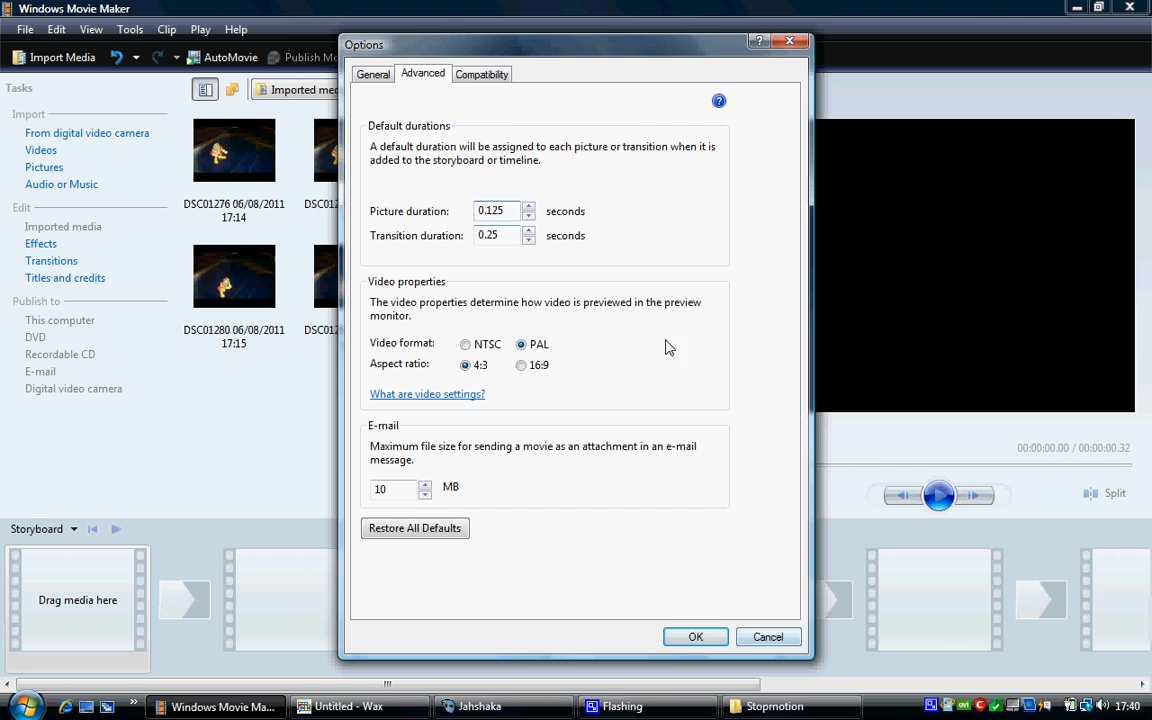 Windows Movie Maker
File Edit View Tools Clip Play Help
Import Media AutoMovie Publish Mo
Tasks
Imported med
Import
From digital video camera
Videos
Pictures
Audio or Music
Edit
Imported media
Effects
Transitions
Titles and credits
Publish to
This computer
DVD
Recordable CD
E-mail
Digital video camera
DSC01276 06/08/2011
17:14
DSC012
DSC01280 06/08/2011
17:15
DSC012
Options
General Advanced Compatibility
Default durations
A default duration will be assigned to each picture or transition when it is
added to the storyboard or timeline.
Picture duration: 0.125 seconds
Transition duration: 0.25 seconds
Video properties
The video properties determine how video is previewed in the preview
monitor.
Video format: NTSC PAL
Aspect ratio: 4:3 16:9
What are video settings?
E-mail
Maximum file size for sending a movie as an attachment in an e-mail
message.
10 MB
Restore All Defaults
OK Cancel
00:00:00.00 / 00:00:00.32
Split
Storyboard
Drag media here
Windows Movie Ma... Untitled - Wax Jahshaka Flashing Stopmotion 17:40